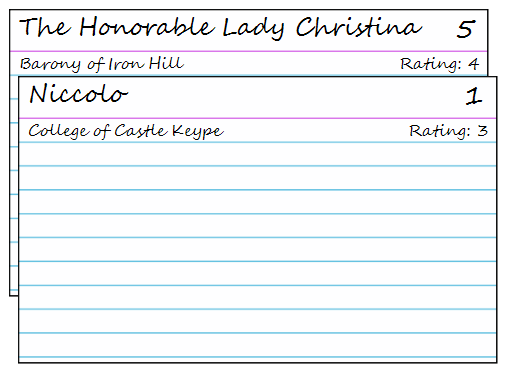 The Honorable Lady Christina 5
Barony of Iron Hill Rating: 4
Niccolo 1
College of Castle Keype Rating: 3